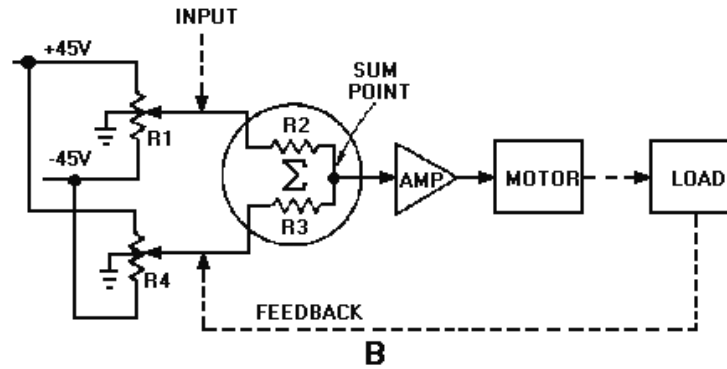 INPUT
+45V
SUM
POINT
R1
R2
-45V
Σ
AMP
MOTOR
LOAD
R3
R4
FEEDBACK
B